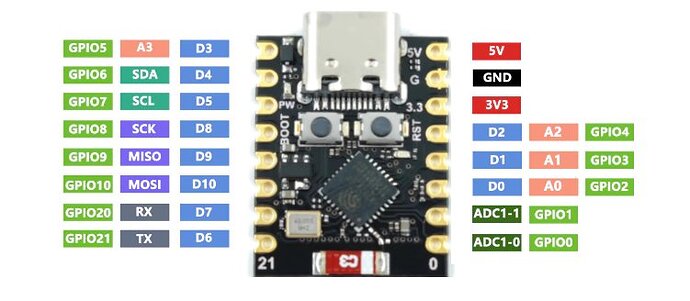 GPIO5 A3 D3
GPIO6 SDA D4
GPIO7 SCL D5
GPIO8 SCK D8
GPIO9 MISO D9
GPIO10 MOSI D10
GPIO20 RX D7
GPIO21 TX D6
5V
G
3.3
PW
BOOT
RST
21
C3
0
5V
GND
3V3
D2 A2 GPIO4
D1 A1 GPIO3
D0 A0 GPIO2
ADC1-1 GPIO1
ADC1-0 GPIO0